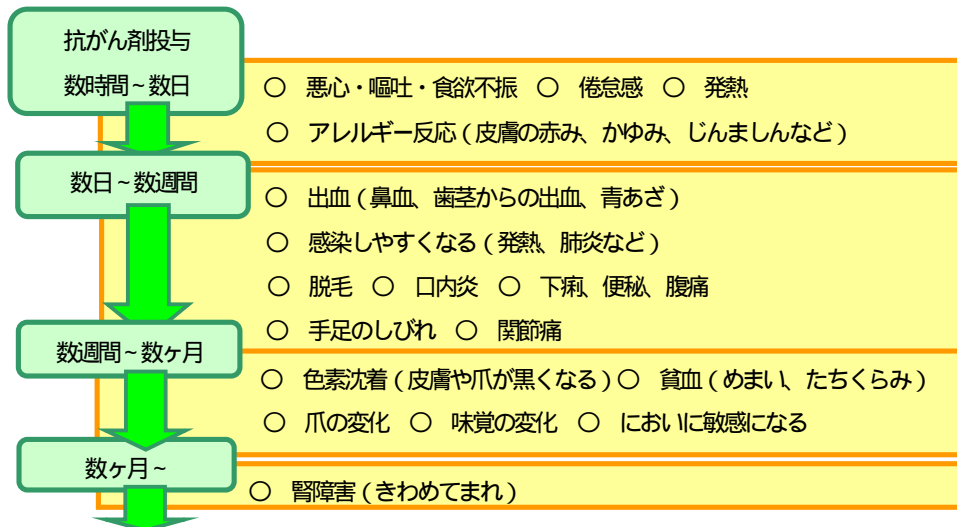 抗がん剤投与
数時間～数日
○ 悪心・嘔吐・食欲不振 ○ 倦怠感 ○ 発熱
○ アレルギー反応（皮膚の赤み、かゆみ、じんましんなど）
数日～数週間
○ 出血（鼻血、歯茎からの出血、青あざ）
○ 感染しやすくなる（発熱、肺炎など）
○ 脱毛 ○ 口内炎 ○ 下痢、便秘、腹痛
○ 手足のしびれ ○ 関節痛
数週間～数ヶ月
○ 色素沈着（皮膚や爪が黒くなる）○ 貧血（めまい、たちくらみ）
○ 爪の変化 ○ 味覚の変化 ○ においに敏感になる
数ヶ月～
○ 腎障害（きわめてまれ）